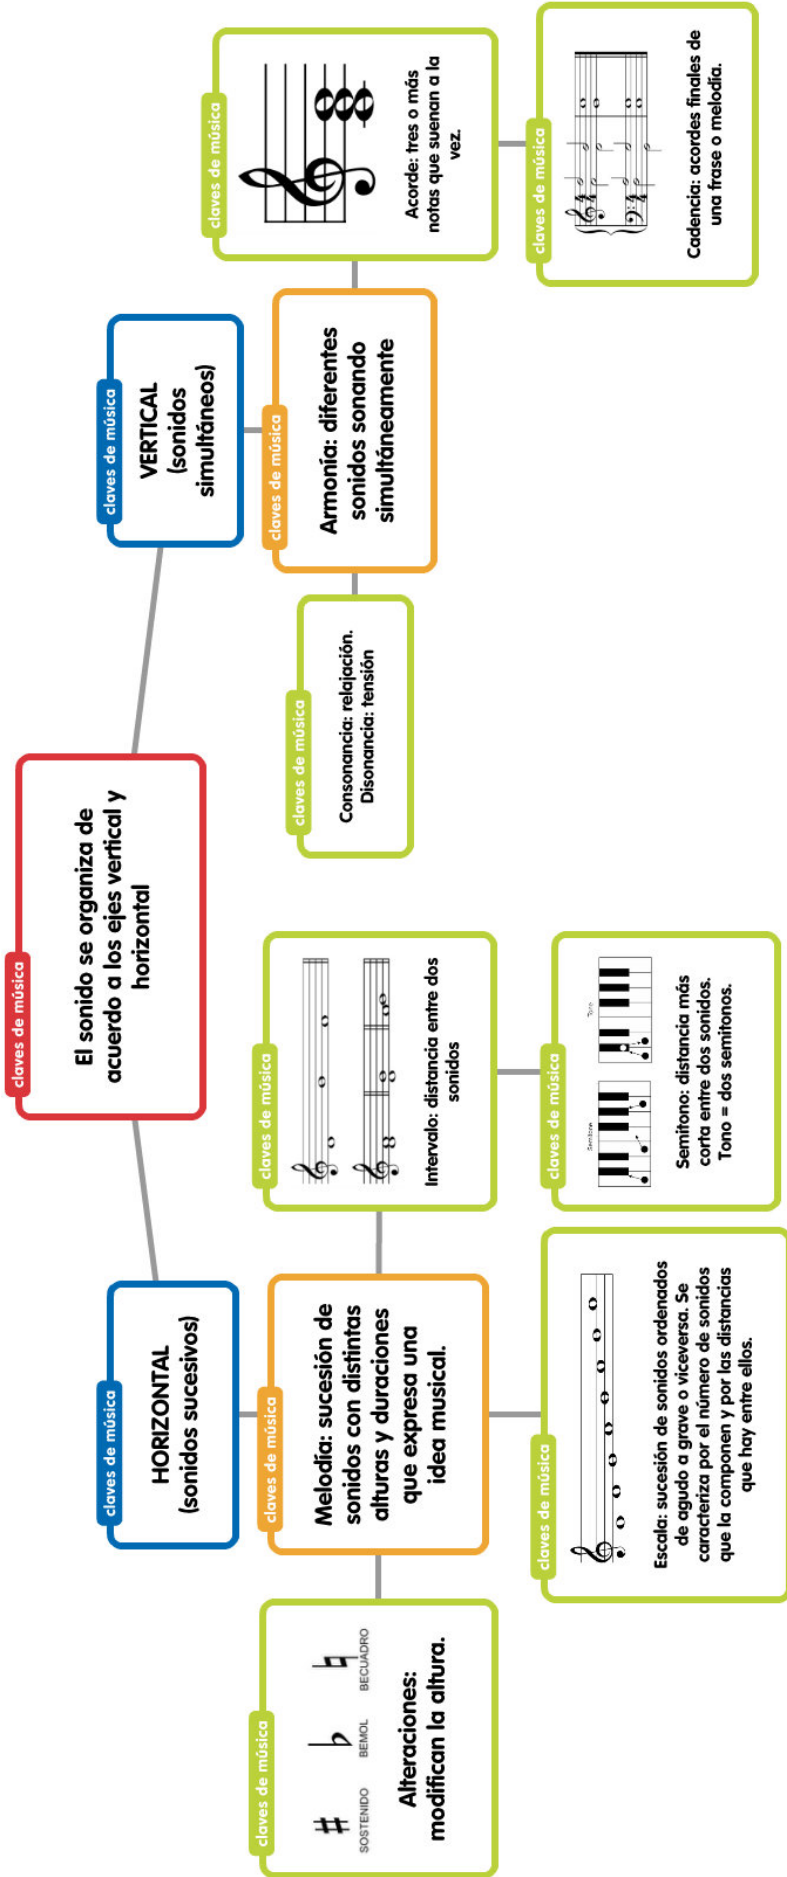 claves de música
El sonido se organiza de
acuerdo a los ejes vertical y
horizontal
claves de música
HORIZONTAL
(sonidos sucesivos)
claves de música
VERTICAL
(sonidos
simultáneos)
claves de música
Melodía: sucesión de
sonidos con distintas
alturas y duraciones
que expresa una
idea musical.
claves de música
Armonía: diferentes
sonidos sonando
simultáneamente
claves de música
SOSTENIDO BEMOL BECUADRO
Alteraciones:
modifican la altura.
claves de música
Intervalo: distancia entre dos
sonidos
claves de música
Consonancia: relajación.
Disonancia: tensión
claves de música
Acorde: tres o más
notas que suenan a la
vez.
claves de música
Escala: sucesión de sonidos ordenados
de agudo a grave o viceversa. Se
caracteriza por el número de sonidos
que la componen y por las distancias
que hay entre ellos.
claves de música
Semitone Tone
Semitono: distancia más
corta entre dos sonidos.
Tono = dos semitonos.
claves de música
Cadencia: acordes finales de
una frase o melodía.